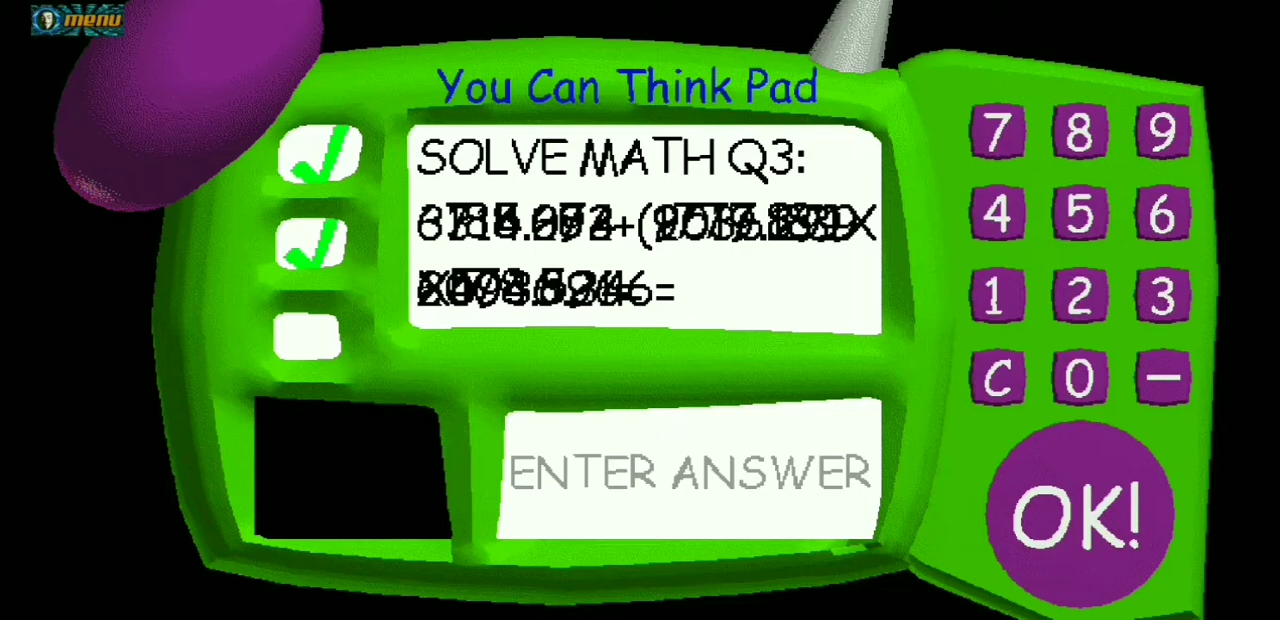 menu
You Can Think Pad
SOLVE MATH Q3:
7 8 9
4 5 6
1 2 3
C 0 —
ENTER ANSWER
OK!